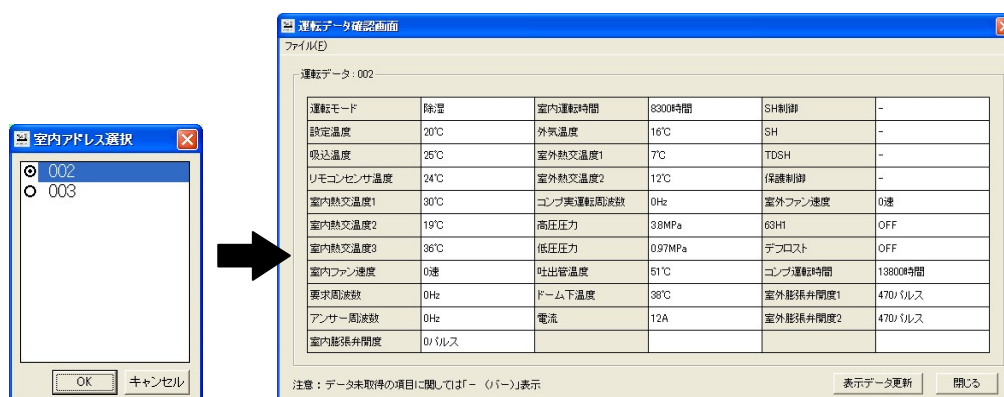 室内アドレス選択
002
003
OK
キャンセル
運転データ確認画面
ファイル(F)
運転データ:002
運転モード 除湿 室内運転時間 8300時間 SH制御 -
設定温度 20℃ 外気温度 16℃ SH -
吸込温度 25℃ 室外熱交温度1 7℃ TDSH -
リモコンセンサ温度 24℃ 室外熱交温度2 12℃ 保護制御 -
室内熱交温度1 30℃ コンプ実運転周波数 0Hz 室外ファン速度 0速
室内熱交温度2 19℃ 高圧圧力 3.8MPa 63H1 OFF
室内熱交温度3 36℃ 低圧圧力 0.97MPa デフロスト OFF
室内ファン速度 0速 吐出管温度 51℃ コンプ運転時間 13800時間
要求周波数 0Hz ドーム下温度 38℃ 室外膨張弁開度1 470パルス
アンサー周波数 0Hz 電流 12A 室外膨張弁開度2 470パルス
室内膨張弁開度 0パルス
注意:データ未取得の項目に関しては「- (バー)」表示
表示データ更新
閉じる